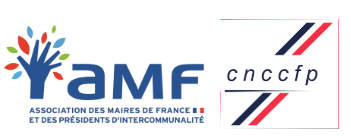 aMF
ASSOCIATION DES MAIRES DE FRANCE
ET DES PRÉSIDENTS D'INTERCOMMUNALITÉ
cnccfp